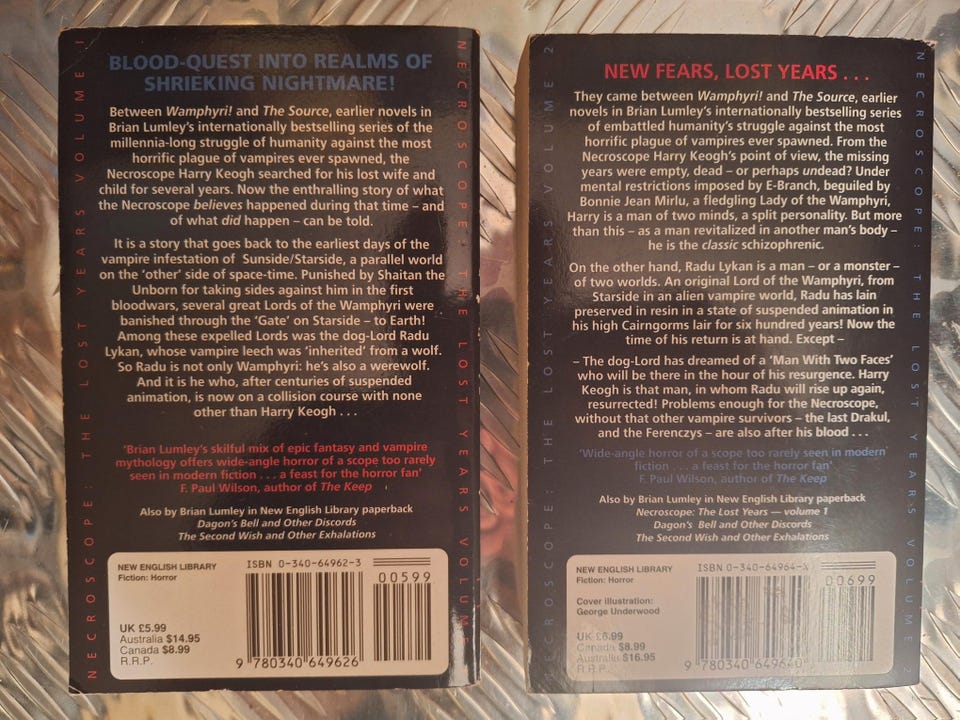 NECROSCOPE: THE LOST YEARS VOLUME 1
BLOOD-QUEST INTO REALMS OF
SHRIEKING NIGHTMARE!
Between Wamphyri! and The Source, earlier novels in
Brian Lumley's internationally bestselling series of the
millennia-long struggle of humanity against the most
horrific plague of vampires ever spawned, the
Necroscope Harry Keogh searched for his lost wife and
child for several years. Now the enthralling story of what
the Necroscope believes happened during that time – and
of what did happen – can be told.
It is a story that goes back to the earliest days of the
vampire infestation of Sunside/Starside, a parallel world
on the 'other' side of space-time. Punished by Shaitan the
Unborn for taking sides against him in the first
bloodwars, several great Lords of the Wamphyri were
banished through the 'Gate' on Starside – to Earth!
Among these expelled Lords was the dog-Lord Radu
Lykan, whose vampire leech was 'inherited' from a wolf.
So Radu is not only Wamphyri: he's also a werewolf.
And it is he who, after centuries of suspended
animation, is now on a collision course with none
other than Harry Keogh . . .
'Brian Lumley's skilful mix of epic fantasy and vampire
mythology offers wide-angle horror of a scope too rarely
seen in modern fiction . . . a feast for the horror fan'
F. Paul Wilson, author of The Keep
Also by Brian Lumley in New English Library paperback
Dagon's Bell and Other Discords
The Second Wish and Other Exhalations
NEW ENGLISH LIBRARY
Fiction: Horror
UK £5.99
Australia $14.95
Canada $8.99
R.R.P.
ISBN 0-340-64962-3
00599
9 780340 649626
NECROSCOPE: THE LOST YEARS VOLUME
NECROSCOPE: THE LOST YEARS VOLUME 2
NEW FEARS, LOST YEARS . . .
They came between Wamphyri! and The Source, earlier
novels in Brian Lumley's internationally bestselling series
of embattled humanity's struggle against the most
horrific plague of vampires ever spawned. From the
Necroscope Harry Keogh's point of view, the missing
years were empty, dead – or perhaps undead? Under
mental restrictions imposed by E-Branch, beguiled by
Bonnie Jean Mirlu, a fledgling Lady of the Wamphyri,
Harry is a man of two minds, a split personality. But more
than this – as a man revitalized in another man's body –
he is the classic schizophrenic.
On the other hand, Radu Lykan is a man – or a monster –
of two worlds. An original Lord of the Wamphyri, from
Starside in an alien vampire world, Radu has lain
preserved in resin in a state of suspended animation in
his high Cairngorms lair for six hundred years! Now the
time of his return is at hand. Except –
– The dog-Lord has dreamed of a 'Man With Two Faces'
who will be there in the hour of his resurgence. Harry
Keogh is that man, in whom Radu will rise up again,
resurrected! Problems enough for the Necroscope,
without that other vampire survivors – the last Drakul,
and the Ferenczys – are also after his blood . . .
'Wide-angle horror of a scope too rarely seen in modern
fiction . . . a feast for the horror fan'
F. Paul Wilson, author of The Keep
Also by Brian Lumley in New English Library paperback
Necroscope: The Lost Years — volume 1
Dagon's Bell and Other Discords
The Second Wish and Other Exhalations
NEW ENGLISH LIBRARY
Fiction: Horror
Cover illustration:
George Underwood
UK £6.99
Canada $8.99
Australia $16.95
R.R.P.
ISBN 0-340-64964-X
00699
9 780340 649640
NECROSCOPE: THE LOST YEARS VOLUME 2